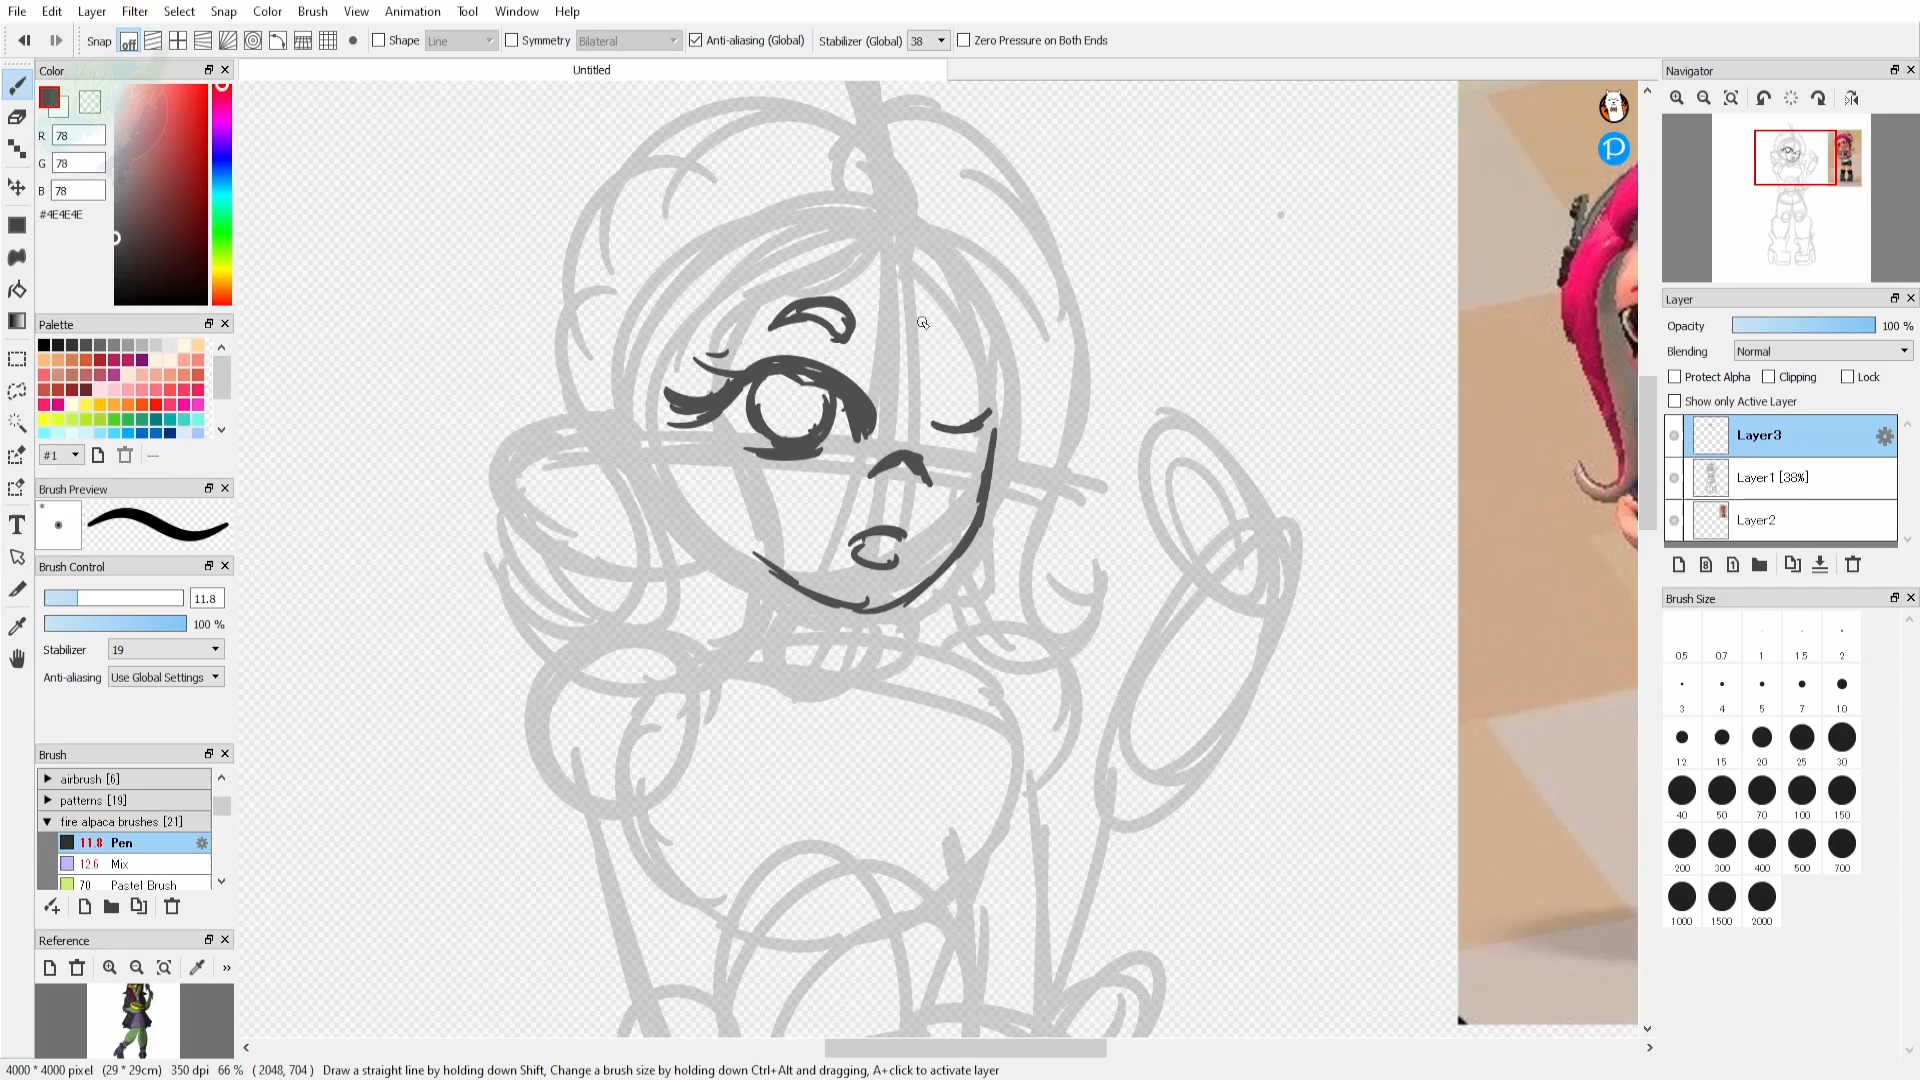 File Edit Layer Filter Select Snap Color Brush View Animation Tool Window Help
Snap off Shape Line Symmetry Bilateral Anti-aliasing (Global) Stabilizer (Global) 38 Zero Pressure on Both Ends
Color
R 78
G 78
B 78
#4E4E4E
Palette
#1 ---
Brush Preview
Brush Control
11.8
100 %
Stabilizer 19
Anti-aliasing Use Global Settings
Brush
airbrush [6]
patterns [19]
fire alpaca brushes [21]
11.8 Pen
12.6 Mix
70 Pastel Brush
Reference
»
Untitled
P
Navigator
Layer
Opacity 100 %
Blending Normal
Protect Alpha Clipping Lock
Show only Active Layer
Layer3
Layer1 [38%]
Layer2
8 1
Brush Size
0.5 0.7 1 1.5 2
3 4 5 7 10
12 15 20 25 30
40 50 70 100 150
200 300 400 500 700
1000 1500 2000
4000 * 4000 pixel (29 * 29cm) 350 dpi 66 % ( 2048, 704 ) Draw a straight line by holding down Shift, Change a brush size by holding down Ctrl+Alt and dragging, A+click to activate layer